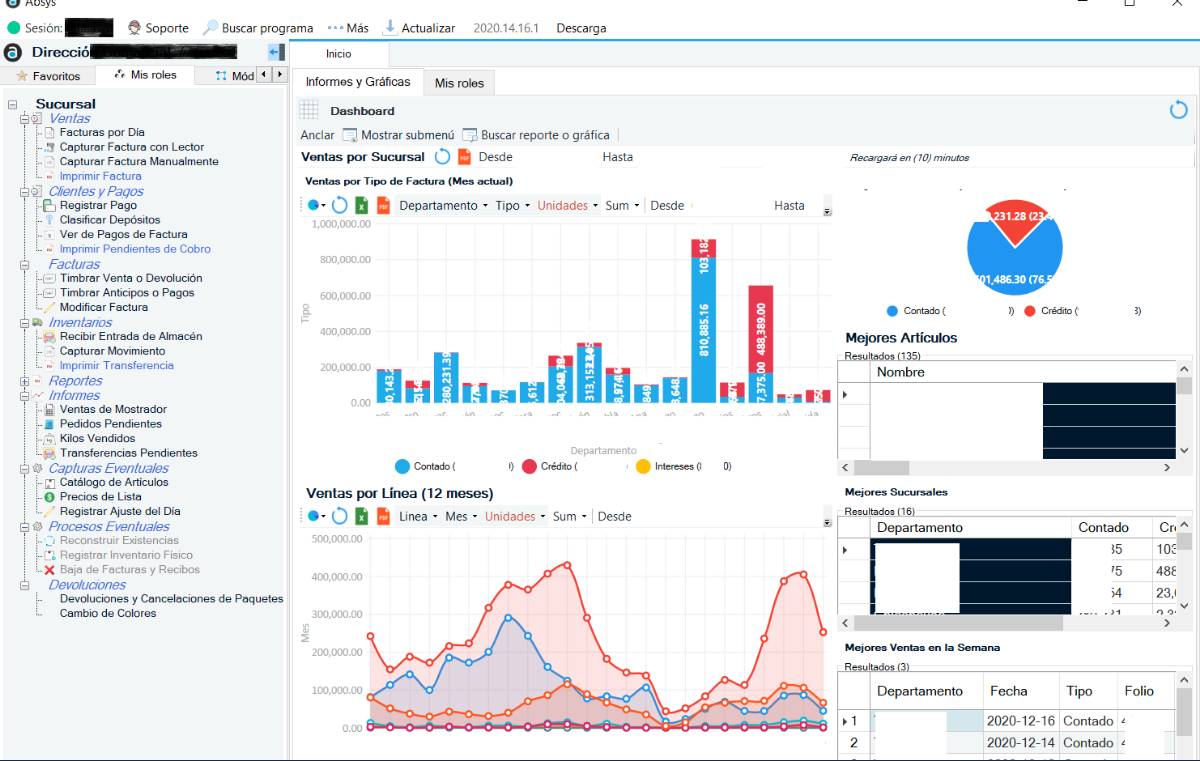 Absys
Sesión:
Soporte
Buscar programa
Más
Actualizar
2020.14.16.1
Descarga
Direcció
Favoritos
Mis roles
Mód
Sucursal
Ventas
Facturas por Día
Capturar Factura con Lector
Capturar Factura Manualmente
Imprimir Factura
Clientes y Pagos
Registrar Pago
Clasificar Depósitos
Ver de Pagos de Factura
Imprimir Pendientes de Cobro
Facturas
Timbrar Venta o Devolución
Timbrar Anticipos o Pagos
Modificar Factura
Inventarios
Recibir Entrada de Almacén
Capturar Movimiento
Imprimir Transferencia
Reportes
Informes
Ventas de Mostrador
Pedidos Pendientes
Kilos Vendidos
Transferencias Pendientes
Capturas Eventuales
Catálogo de Artículos
Precios de Lista
Registrar Ajuste del Día
Procesos Eventuales
Reconstruir Existencias
Registrar Inventario Físico
Baja de Facturas y Recibos
Devoluciones
Devoluciones y Cancelaciones de Paquetes
Cambio de Colores
Inicio
Informes y Gráficas
Mis roles
Dashboard
Anclar
Mostrar submenú
Buscar reporte o gráfica
Ventas por Sucursal
Desde
Hasta
Recargará en (10) minutos
Ventas por Tipo de Factura (Mes actual)
Departamento
Tipo
Unidades
Sum
Desde
Hasta
1,000,000.00
800,000.00
600,000.00
400,000.00
200,000.00
0.00
Tipo
280,231.39
810,885.16
103,182
488,389.00
Departamento
Contado (
)
Crédito (
Intereses (
0)
Ventas por Línea (12 meses)
Línea
Mes
Unidades
Sum
Desde
500,000.00
400,000.00
300,000.00
200,000.00
100,000.00
0.00
Mes
231.28 (23.
01,486.30 (76.5
Contado (
)
Crédito (
3)
Mejores Artículos
Resultados (135)
Nombre
Mejores Sucursales
Resultados (16)
Departamento
Contado
Cré
35
103
75
488
54
23,0
Mejores Ventas en la Semana
Resultados (3)
Departamento
Fecha
Tipo
Folio
1
2020-12-16
Contado
4
2
2020-12-14
Contado
4